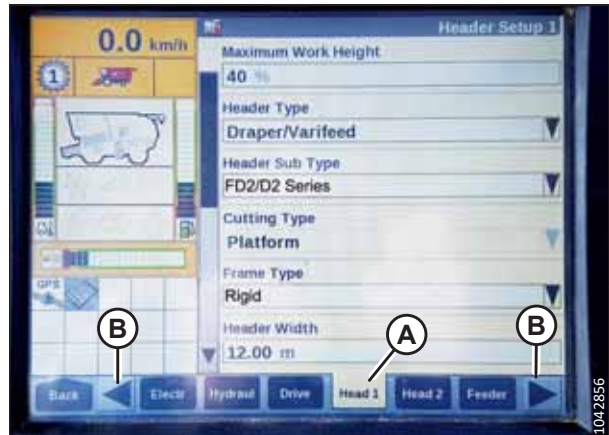 0.0 km/h
Header Setup 1
1
Maximum Work Height
40 %
Header Type
Draper/Varifeed
Header Sub Type
FD2/D2 Series
Cutting Type
Platform
Frame Type
Rigid
GPS
Header Width
12.00 m
B
A
B
Back
Electr
Hydraul
Drive
Head 1
Head 2
Feeder
1042856